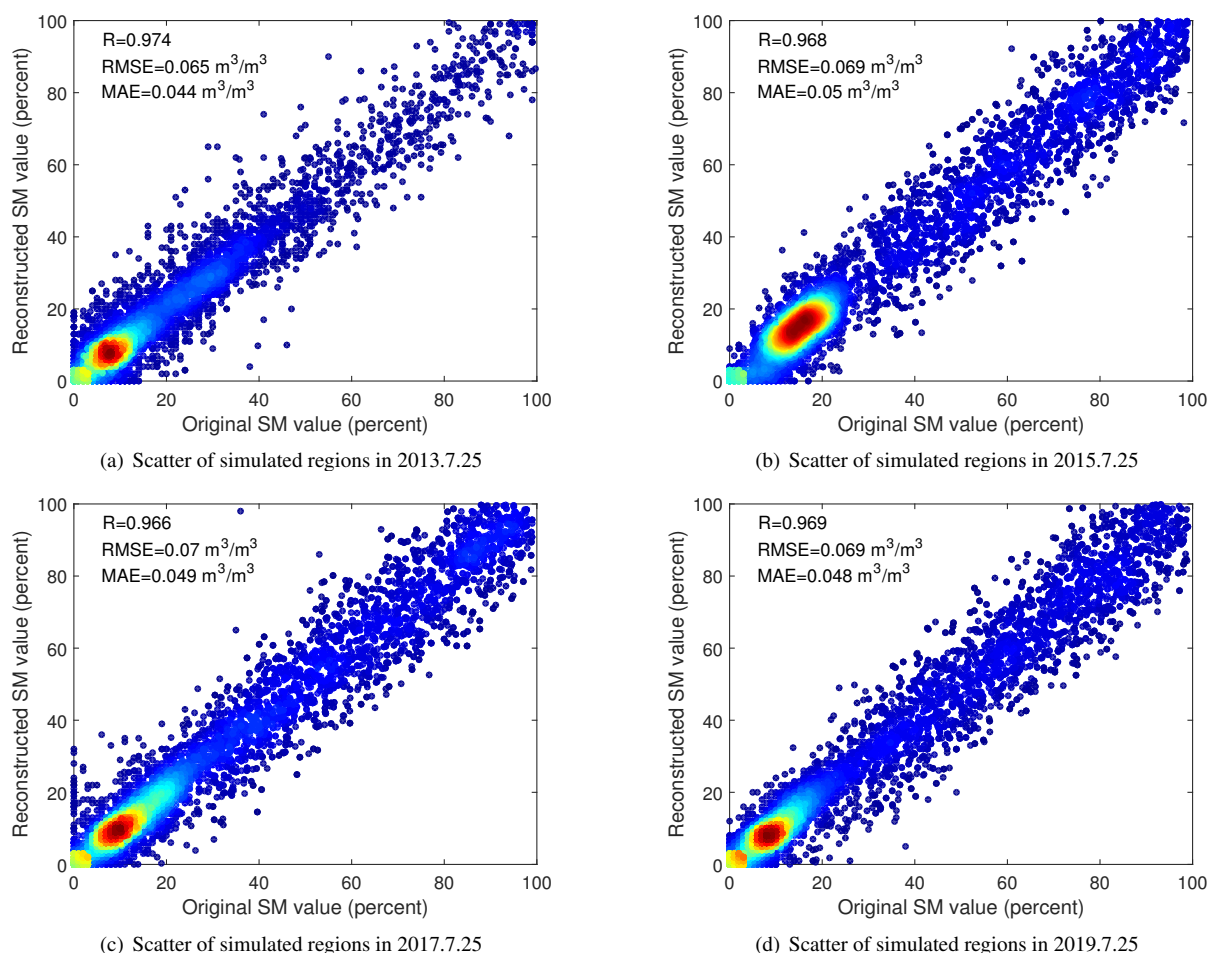 R=0.974
RMSE=0.065 m³/m³
MAE=0.044 m³/m³
Reconstructed SM value (percent)
100
80
60
40
20
0
0 20 40 60 80 100
Original SM value (percent)
(a) Scatter of simulated regions in 2013.7.25
R=0.968
RMSE=0.069 m³/m³
MAE=0.05 m³/m³
Reconstructed SM value (percent)
100
80
60
40
20
0
0 20 40 60 80 100
Original SM value (percent)
(b) Scatter of simulated regions in 2015.7.25
R=0.966
RMSE=0.07 m³/m³
MAE=0.049 m³/m³
Reconstructed SM value (percent)
100
80
60
40
20
0
0 20 40 60 80 100
Original SM value (percent)
(c) Scatter of simulated regions in 2017.7.25
R=0.969
RMSE=0.069 m³/m³
MAE=0.048 m³/m³
Reconstructed SM value (percent)
100
80
60
40
20
0
0 20 40 60 80 100
Original SM value (percent)
(d) Scatter of simulated regions in 2019.7.25